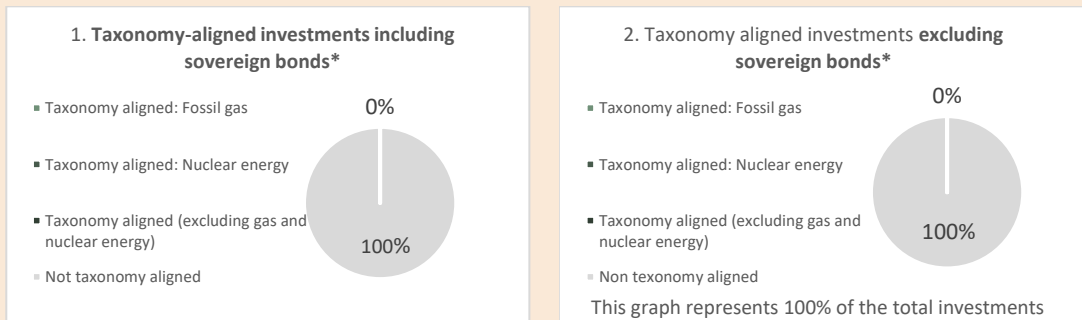 1. Taxonomy-aligned investments including
sovereign bonds*
Taxonomy aligned: Fossil gas
0%
Taxonomy aligned: Nuclear energy
Taxonomy aligned (excluding gas and
nuclear energy)
100%
Not taxonomy aligned
2. Taxonomy aligned investments excluding
sovereign bonds*
0%
Taxonomy aligned: Fossil gas
Taxonomy aligned: Nuclear energy
Taxonomy aligned (excluding gas and
nuclear energy)
100%
Non texonomy aligned
This graph represents 100% of the total investments